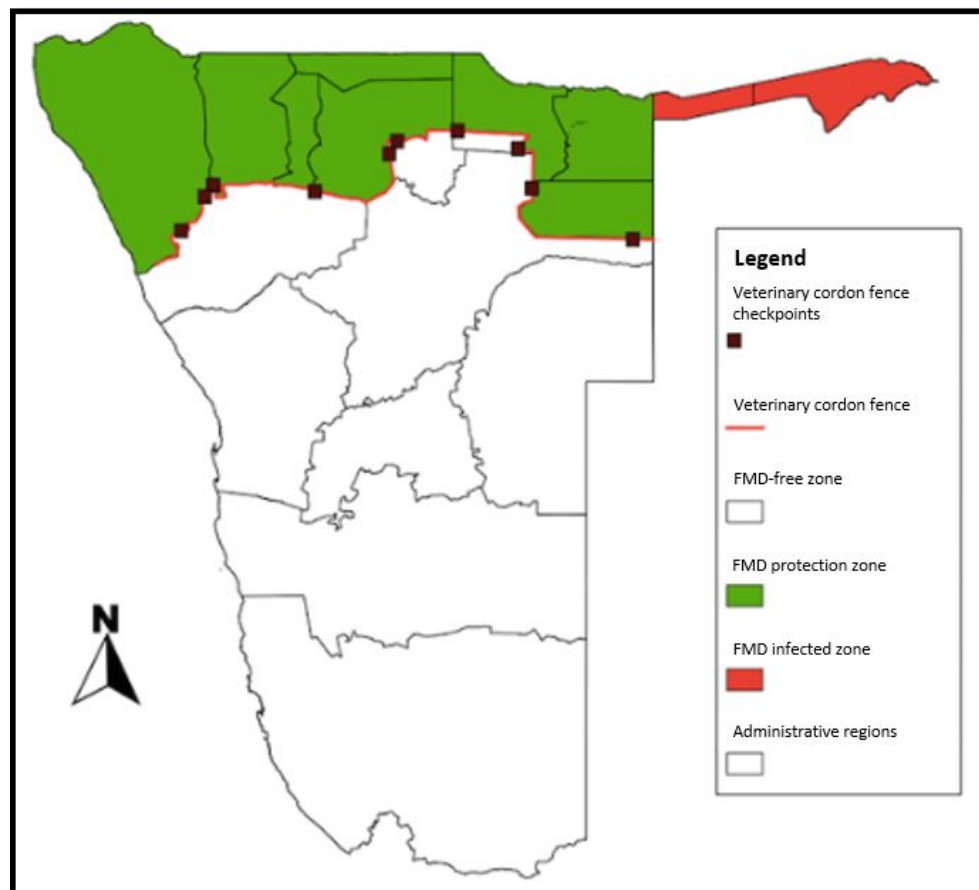 Legend
Veterinary cordon fence
checkpoints
Veterinary cordon fence
FMD-free zone
FMD protection zone
N
FMD infected zone
Administrative regions